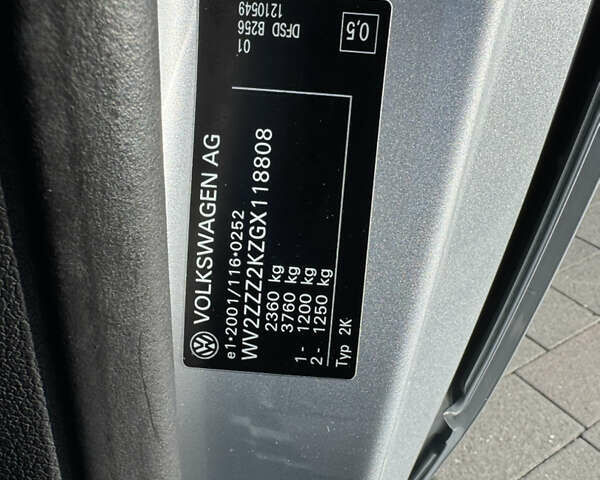 VOLKSWAGEN AG
e1*2001/116*0252
WV2ZZZ2KZGX118808
2360 kg
3760 kg
1 - 1200 kg
2 - 1250 kg
Typ 2K
01
DFSD B256
1210549
0,5